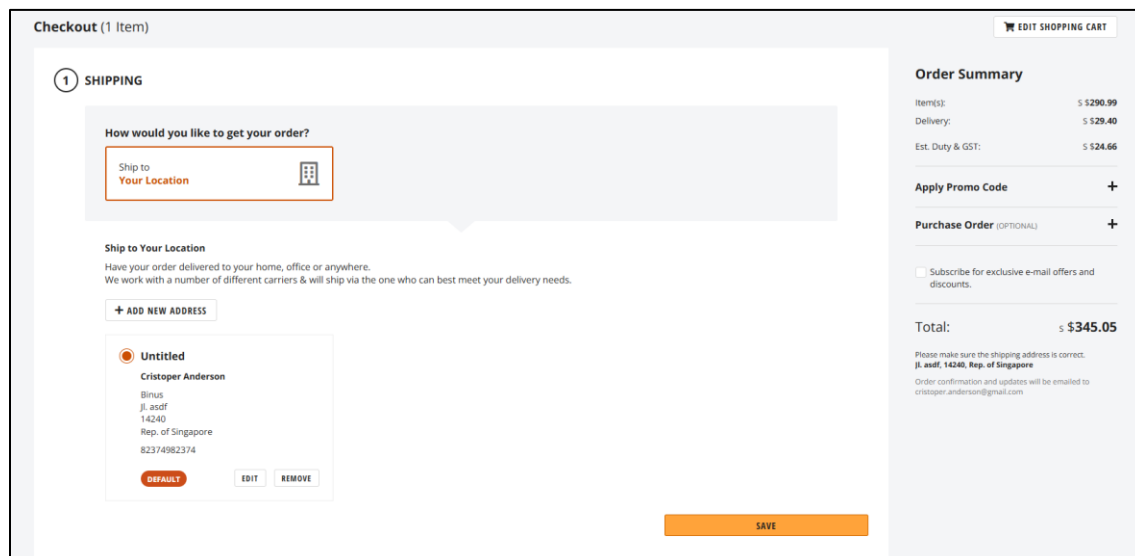 Checkout (1 Item)
EDIT SHOPPING CART
1 SHIPPING
How would you like to get your order?
Ship to
Your Location
Ship to Your Location
Have your order delivered to your home, office or anywhere.
We work with a number of different carriers & will ship via the one who can best meet your delivery needs.
+ ADD NEW ADDRESS
Untitled
Cristoper Anderson
Binus
Jl. asdf
14240
Rep. of Singapore
82374982374
DEFAULT EDIT REMOVE
SAVE
Order Summary
Item(s): S $290.99
Delivery: S $29.40
Est. Duty & GST: S $24.66
Apply Promo Code +
Purchase Order (OPTIONAL) +
Subscribe for exclusive e-mail offers and
discounts.
Total: S $345.05
Please make sure the shipping address is correct.
Jl. asdf, 14240, Rep. of Singapore
Order confirmation and updates will be emailed to
cristoper.anderson@gmail.com